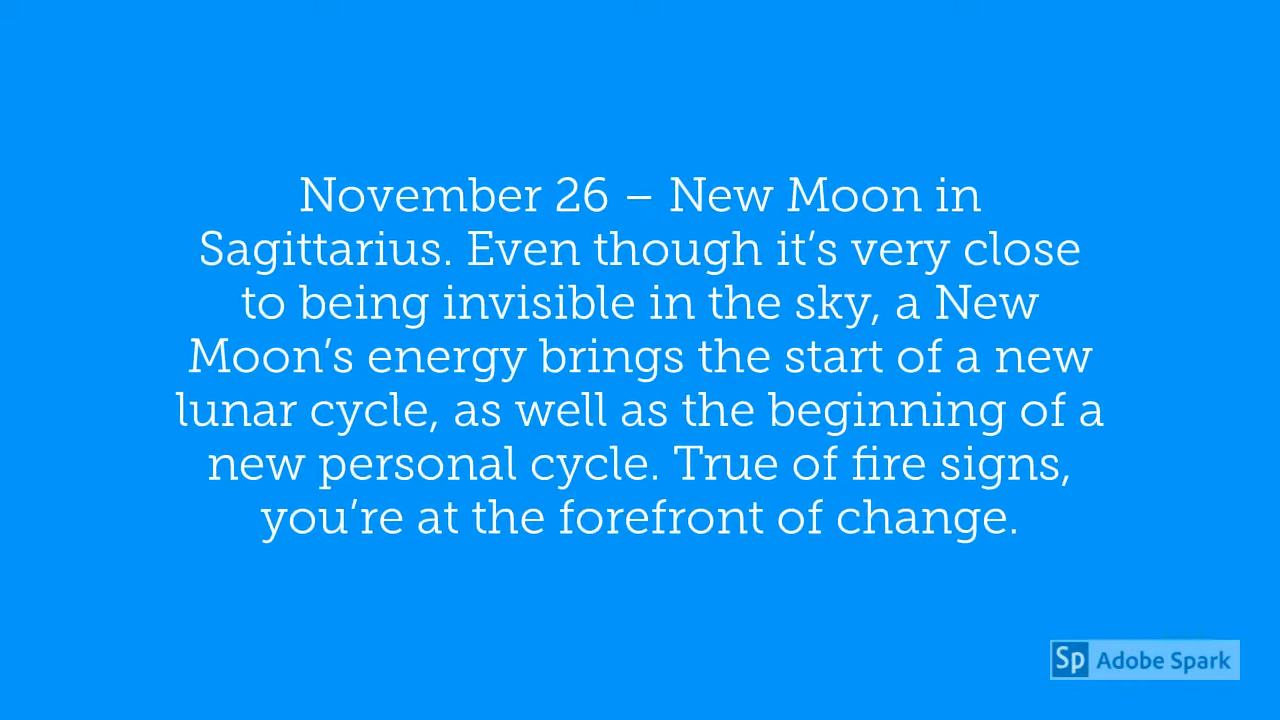 November 26 – New Moon in
Sagittarius. Even though it’s very close
to being invisible in the sky, a New
Moon’s energy brings the start of a new
lunar cycle, as well as the beginning of a
new personal cycle. True of fire signs,
you’re at the forefront of change.
Sp Adobe Spark